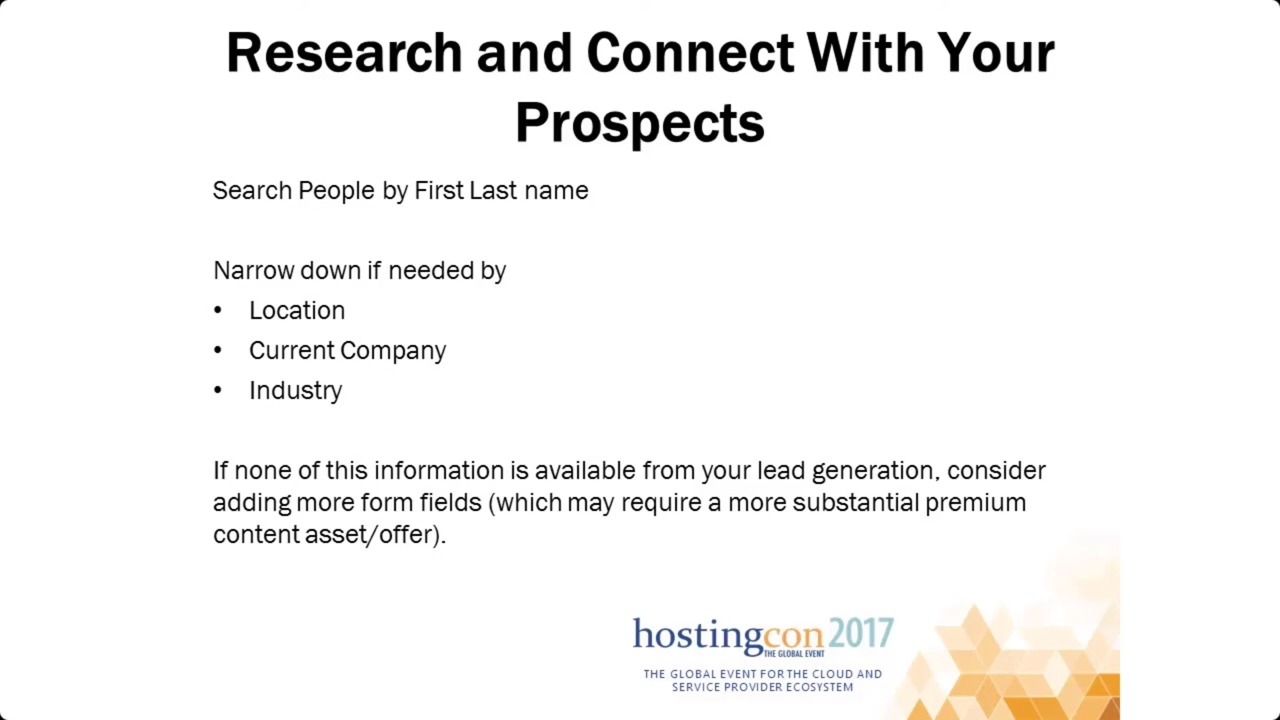 Research and Connect With Your
Prospects
Search People by First Last name
Narrow down if needed by
• Location
• Current Company
• Industry
If none of this information is available from your lead generation, consider
adding more form fields (which may require a more substantial premium
content asset/offer).
hostingcon 2017
THE GLOBAL EVENT
THE GLOBAL EVENT FOR THE CLOUD AND
SERVICE PROVIDER ECOSYSTEM